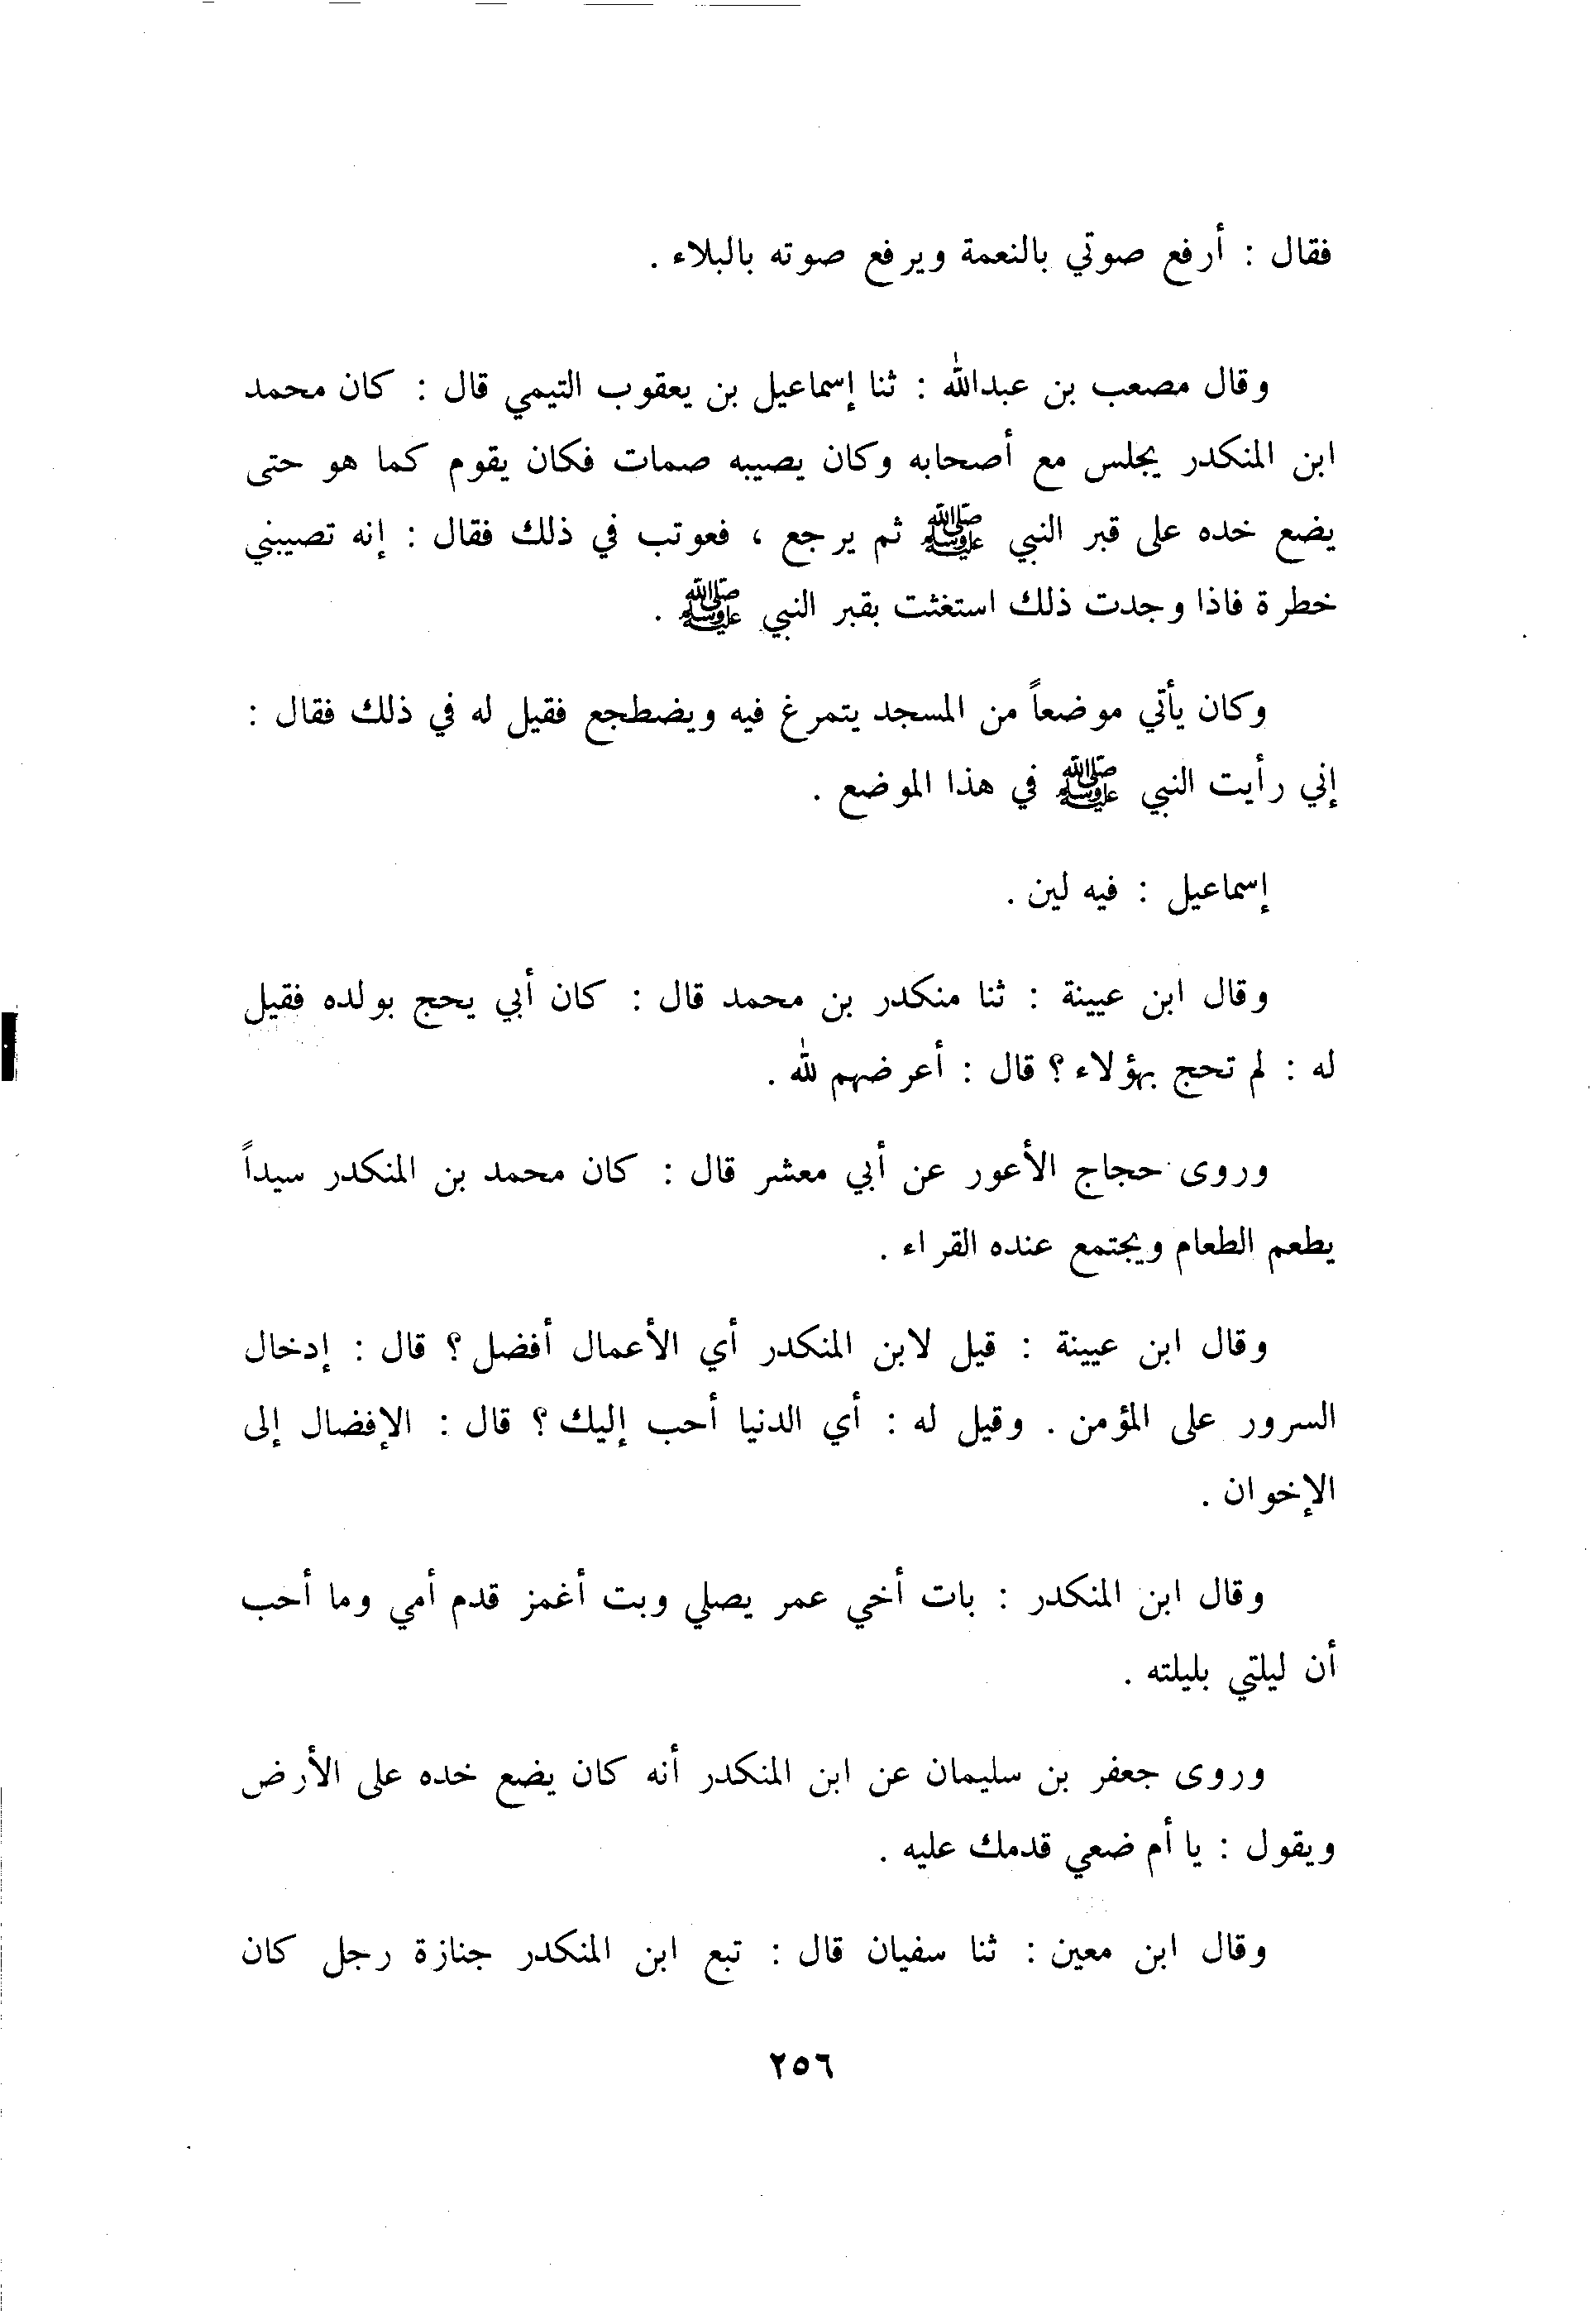 فقال : أرفع صوتي بالنعمة ويرفع صوته بالبلاء .
وقال مصعب بن عبدالله : ثنا إسماعيل بن يعقوب التيمي قال : كان محمد
ابن المنكدر يجلس مع أصحابه وكان يصيبه صمات فكان يقوم كما هو حتى
يضع خده على قبر النبي ﷺ ثم يرجع ، فعوتب في ذلك فقال : إنه تصيبني
خطرة فاذا وجدت ذلك استغثت بقبر النبي ﷺ .
وكان يأتي موضعاً من المسجد يتمرغ فيه ويضطجع فقيل له في ذلك فقال :
إني رأيت النبي ﷺ في هذا الموضع .
إسماعيل : فيه لين .
وقال ابن عيينة : ثنا منكدر بن محمد قال : كان أبي يحج بولده فقيل
له : لم تحج بهؤلاء ؟ قال : أعرضهم لله .
وروى حجاج الأعور عن أبي معشر قال : كان محمد بن المنكدر سيداً
يطعم الطعام ويجتمع عنده القراء .
وقال ابن عيينة : قيل لابن المنكدر أي الأعمال أفضل ؟ قال : إدخال
السرور على المؤمن . وقيل له : أي الدنيا أحب إليك ؟ قال : الإفضال إلى
الإخوان .
وقال ابن المنكدر : بات أخي عمر يصلي وبت أغمز قدم أمي وما أحب
أن ليلتي بليلته .
وروى جعفر بن سليمان عن ابن المنكدر أنه كان يضع خده على الأرض
ويقول : يا أم ضعي قدمك عليه .
وقال ابن معين : ثنا سفيان قال : تبع ابن المنكدر جنازة رجل كان
٢٥٦